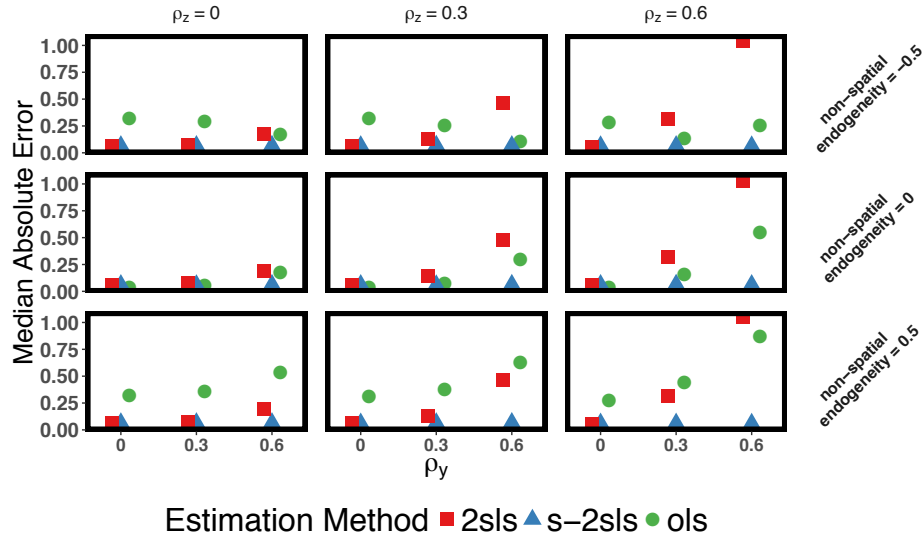 ρz = 0 ρz = 0.3 ρz = 0.6
Median Absolute Error
1.00
0.75
0.50
0.25
0.00
non−spatial
endogeneity = −0.5
1.00
0.75
0.50
0.25
0.00
non−spatial
endogeneity = 0
1.00
0.75
0.50
0.25
0.00
non−spatial
endogeneity = 0.5
0 0.3 0.6 0 0.3 0.6 0 0.3 0.6
ρy
Estimation Method 2sls s−2sls ols